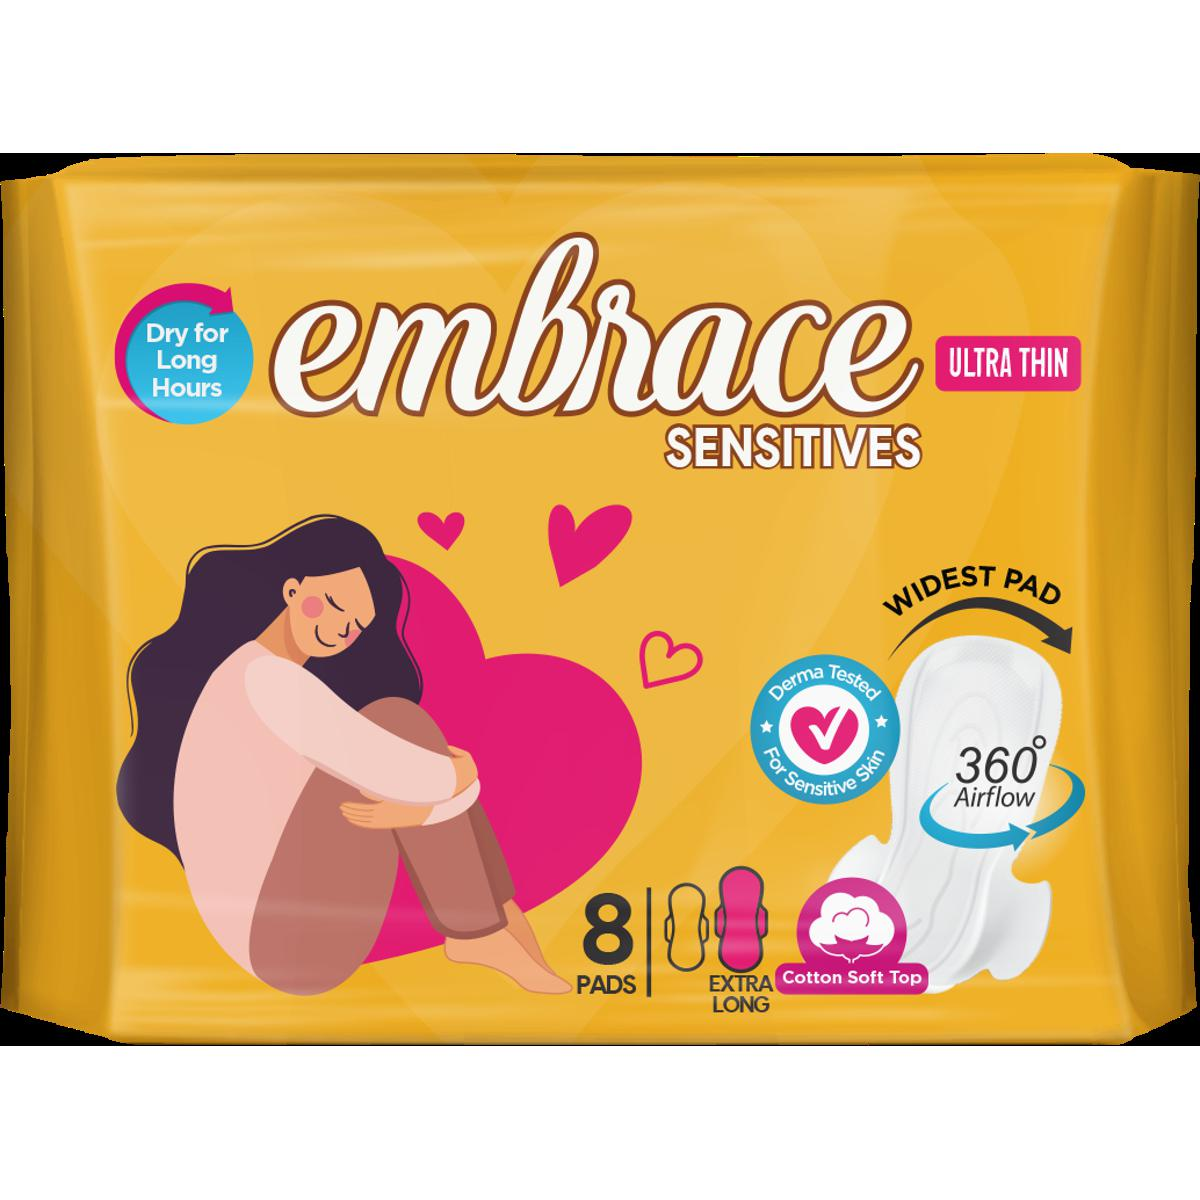 embrace
SENSITIVES
ULTRA THIN
Dry for
Long
Hours
WIDEST PAD
Derma Tested
For Sensitive Skin
360°
Airflow
8
PADS
EXTRA
LONG
Cotton Soft Top